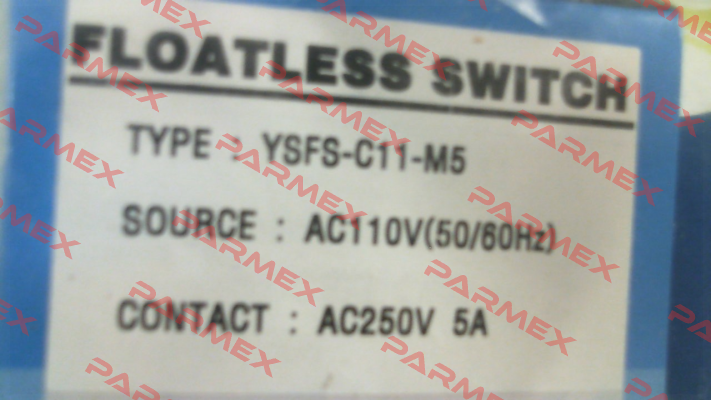 FLOATLESS SWITCH
TYPE : YSFS-C11-M5
SOURCE : AC110V(50/60Hz)
CONTACT : AC250V 5A
PARMEX